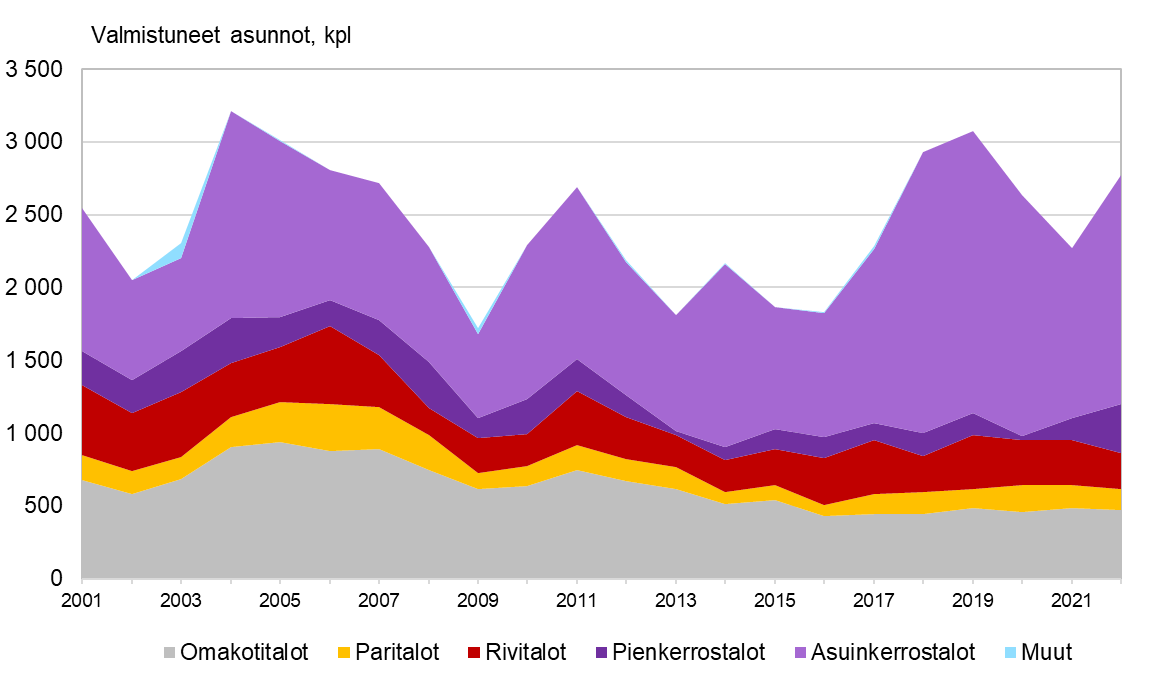 Valmistuneet asunnot, kpl
3 500
3 000
2 500
2 000
1 500
1 000
500
0
2001 2003 2005 2007 2009 2011 2013 2015 2017 2019 2021
Omakotitalot Paritalot Rivitalot Pienkerrostalot Asuinkerrostalot Muut